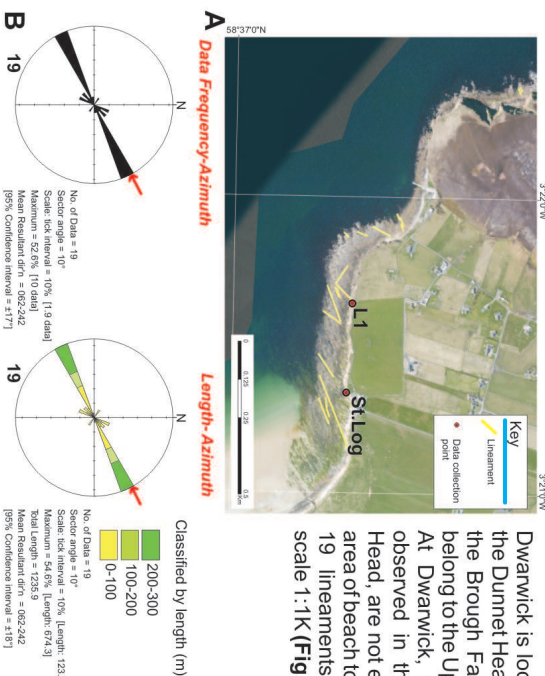 Dwarwick is loc
the Dunnet Hea
the Brough Fa
belong to the Up
At Dwarwick,
observed in th
Head, are not e
area of beach to
19 lineaments
scale 1:1K (Fig
A
58°37'0"N
3°22'0"W
3°21'0"W
L1
St.Log
Key
Lineament
Data collection
point
0 0.125 0.25 0.5
Km
B
Data Frequency-Azimuth
N
19
No. of Data = 19
Sector angle = 10°
Scale: tick interval = 10% [1.9 data]
Maximum = 52.6% [10 data]
Mean Resultant dir'n = 062-242
[95% Confidence interval = ±17°]
Length- Azimuth
N
19
Classified by length (m)
200-300
100-200
0-100
No. of Data = 19
Sector angle = 10°
Scale: tick interval = 10% [Length: 123.
Maximum = 54.6% [Length: 674.3]
Total Length = 1235.9
Mean Resultant dir'n = 062-242
[95% Confidence interval = ±18°]